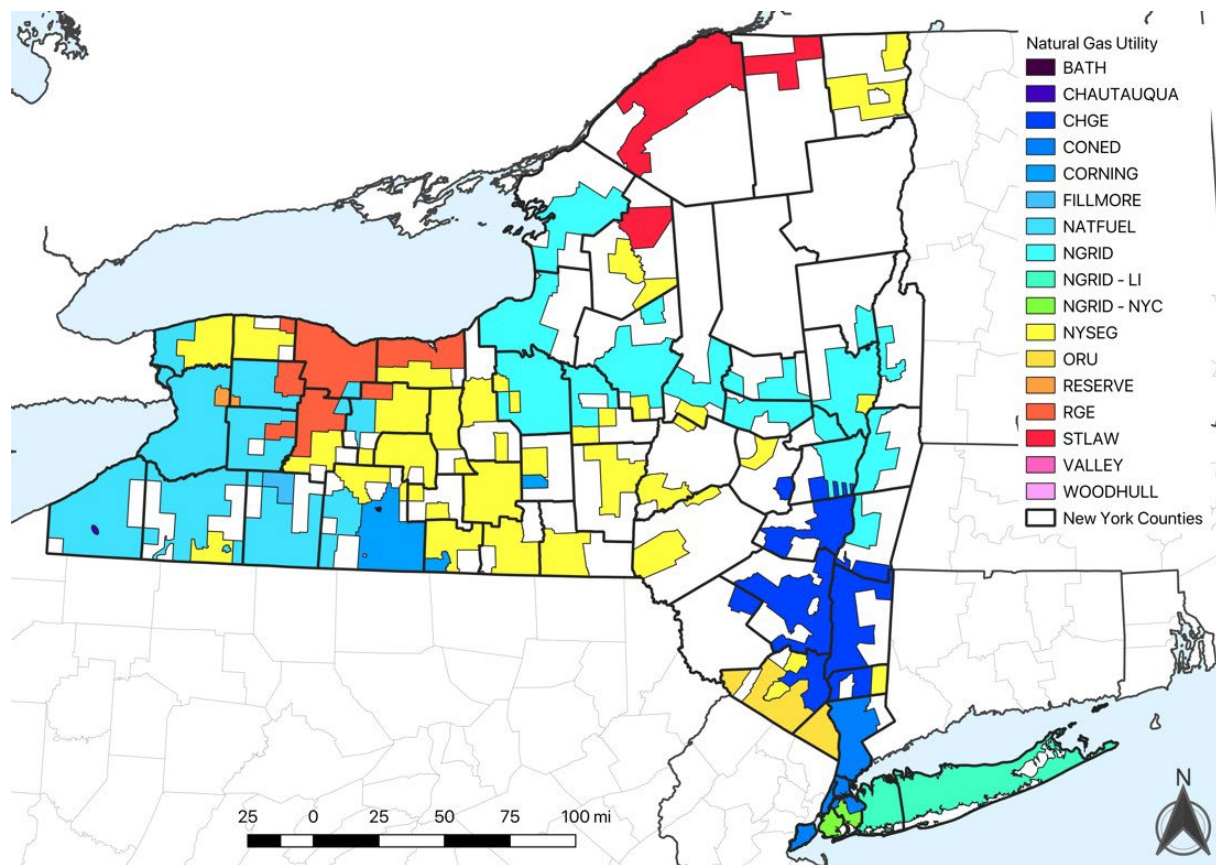 Natural Gas Utility
BATH
CHAUTAUQUA
CHGE
CONED
CORNING
FILLMORE
NATFUEL
NGRID
NGRID - LI
NGRID - NYC
NYSEG
ORU
RESERVE
RGE
STLAW
VALLEY
WOODHULL
New York Counties
25 0 25 50 75 100 mi
N